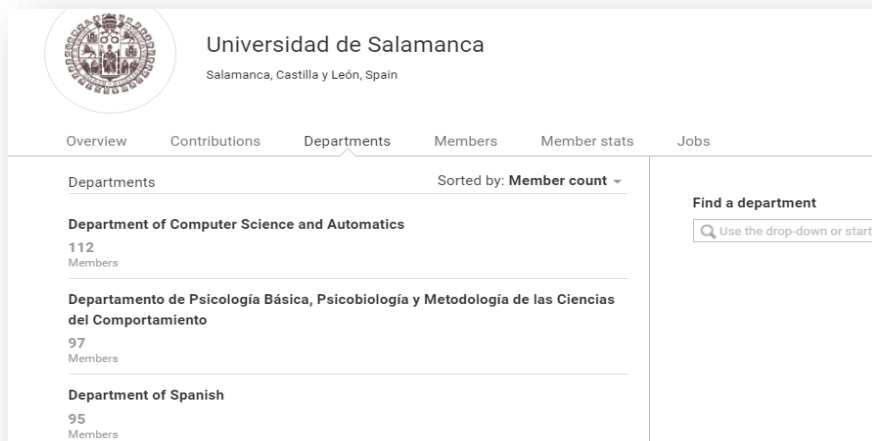 Universidad de Salamanca
Salamanca, Castilla y León, Spain
Overview Contributions Departments Members Member stats Jobs
Departments Sorted by: Member count
Department of Computer Science and Automatics
112
Members
Departamento de Psicología Básica, Psicobiología y Metodología de las Ciencias
del Comportamiento
97
Members
Department of Spanish
95
Members
Find a department
Use the drop-down or start